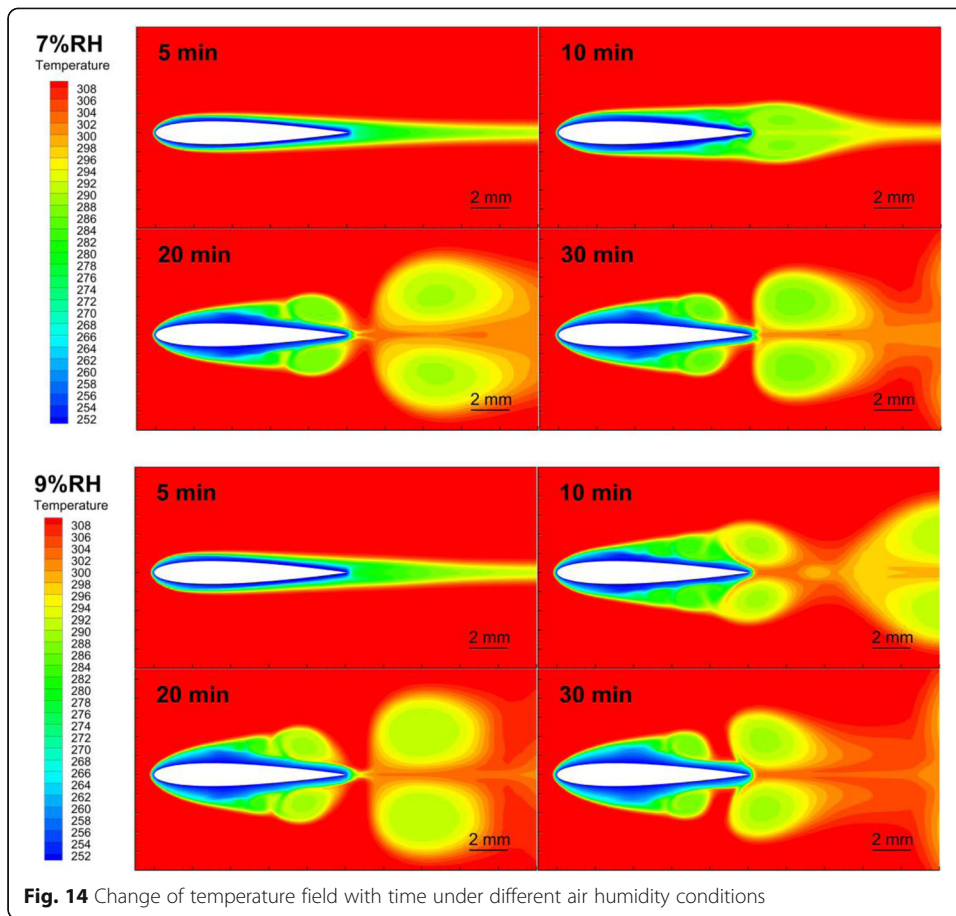 7%RH
Temperature
308
306
304
302
300
298
296
294
292
290
288
286
284
282
280
278
276
274
272
270
268
266
264
262
260
258
256
254
252
5 min
2 mm
10 min
2 mm
20 min
2 mm
30 min
2 mm
9%RH
Temperature
308
306
304
302
300
298
296
294
292
290
288
286
284
282
280
278
276
274
272
270
268
266
264
262
260
258
256
254
252
5 min
2 mm
10 min
2 mm
20 min
2 mm
30 min
2 mm
Fig. 14 Change of temperature field with time under different air humidity conditions